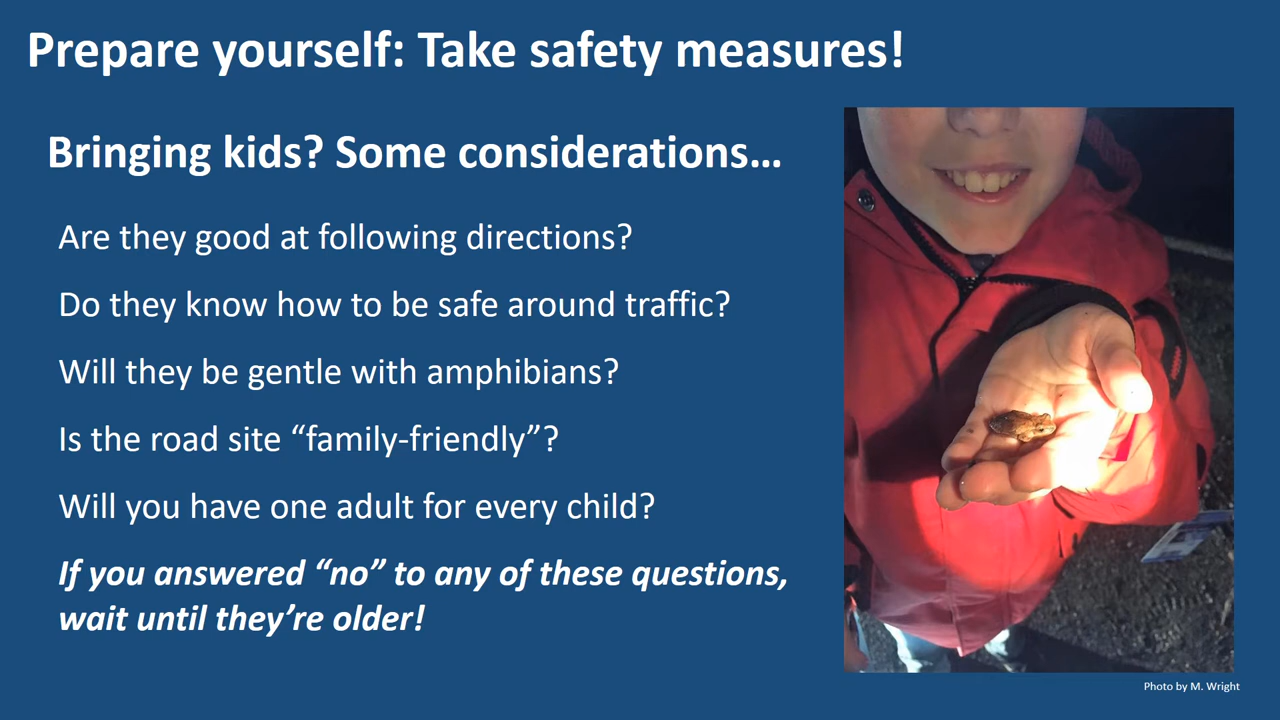 Prepare yourself: Take safety measures!
Bringing kids? Some considerations…
Are they good at following directions?
Do they know how to be safe around traffic?
Will they be gentle with amphibians?
Is the road site “family-friendly”?
Will you have one adult for every child?
If you answered “no” to any of these questions,
wait until they’re older!
Photo by M. Wright